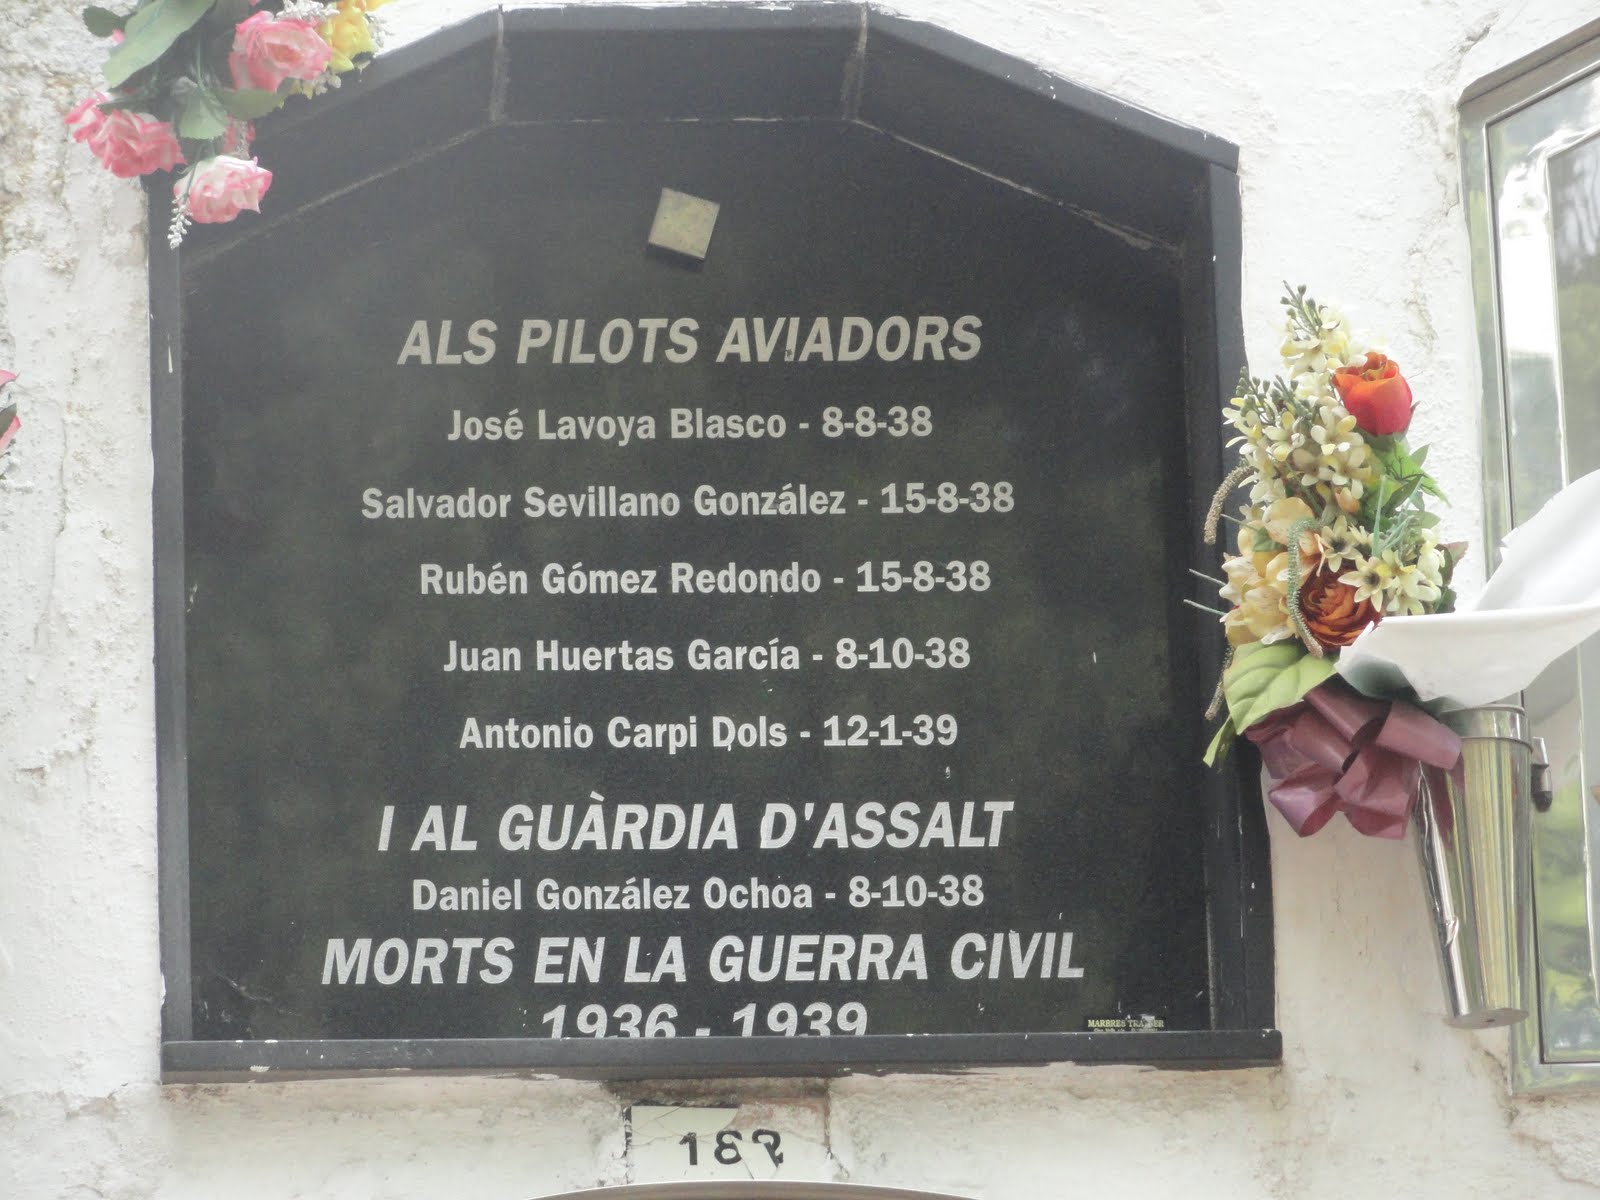 ALS PILOTS AVIADORS
José Lavoya Blasco - 8-8-38
Salvador Sevillano González - 15-8-38
Rubén Gómez Redondo - 15-8-38
Juan Huertas García - 8-10-38
Antonio Carpi Dols - 12-1-39
I AL GUÀRDIA D'ASSALT
Daniel González Ochoa - 8-10-38
MORTS EN LA GUERRA CIVIL
1936 - 1939
MARBRES